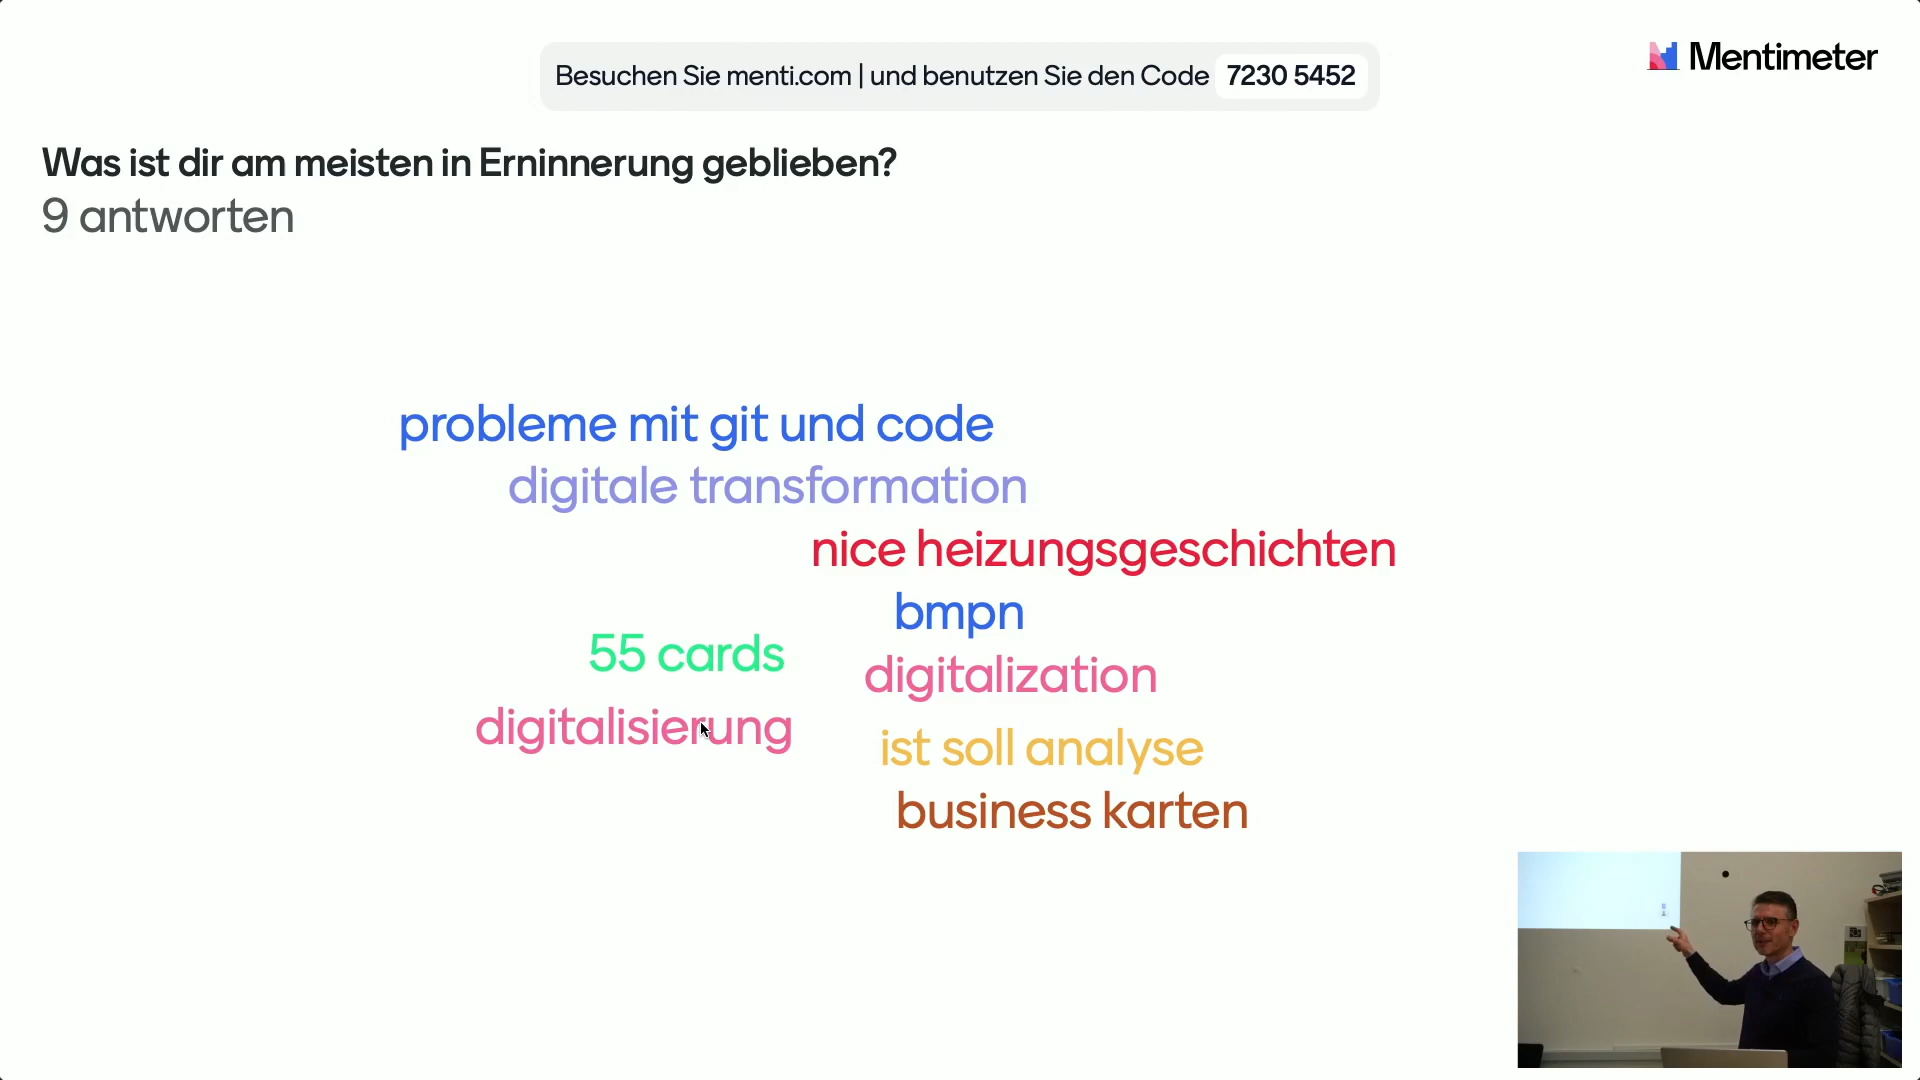 Besuchen Sie menti.com | und benutzen Sie den Code 7230 5452
Mentimeter
Was ist dir am meisten in Erninnerung geblieben?
9 antworten
probleme mit git und code
digitale transformation
nice heizungsgeschichten
bmpn
55 cards
digitalization
digitalisierung
ist soll analyse
business karten